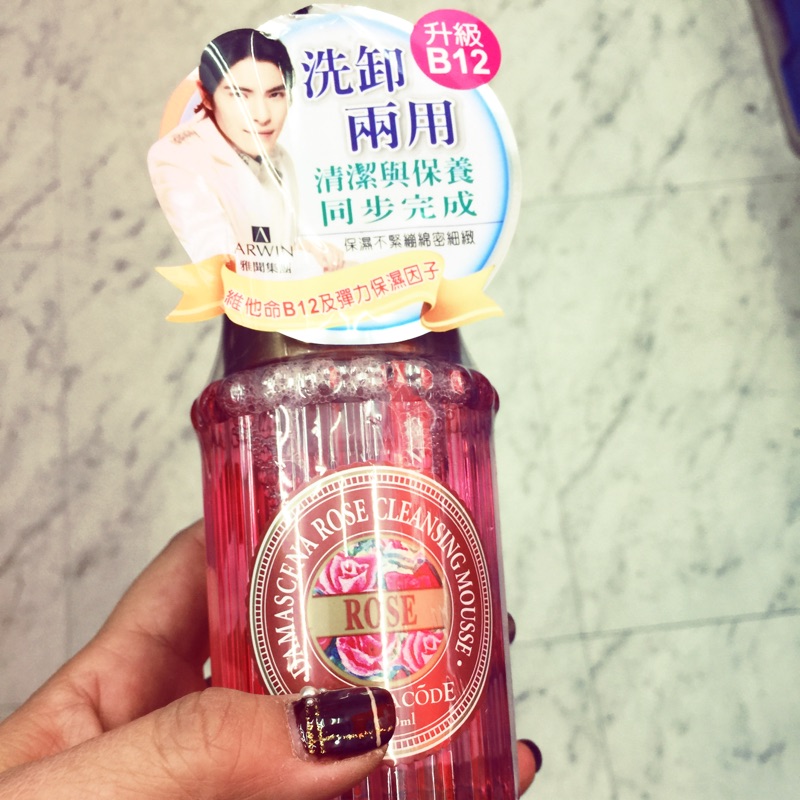 升級
B12
洗卸
兩用
清潔與保養
同步完成
保濕不緊繃綿密細緻
ARWIN
雅聞集團
維他命B12及彈力保濕因子
DAMASCENA ROSE CLEANSING MOUSSE
ROSE